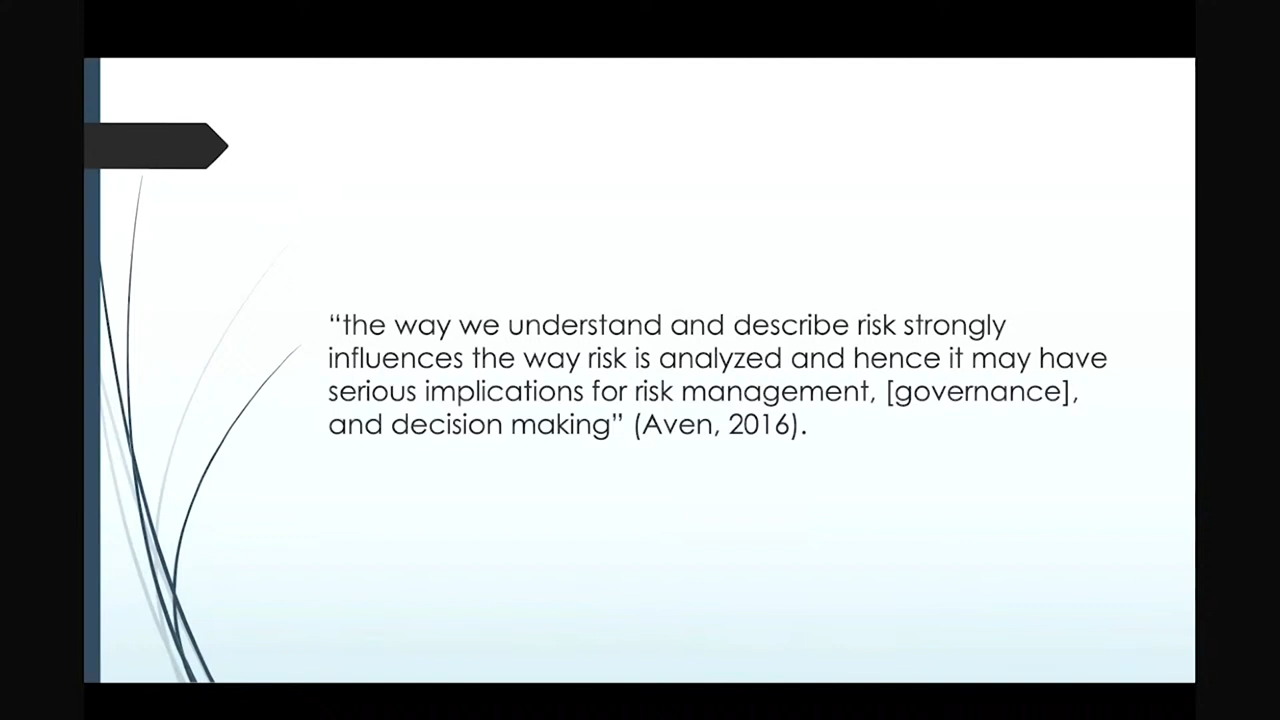 “the way we understand and describe risk strongly
influences the way risk is analyzed and hence it may have
serious implications for risk management, [governance],
and decision making” (Aven, 2016).